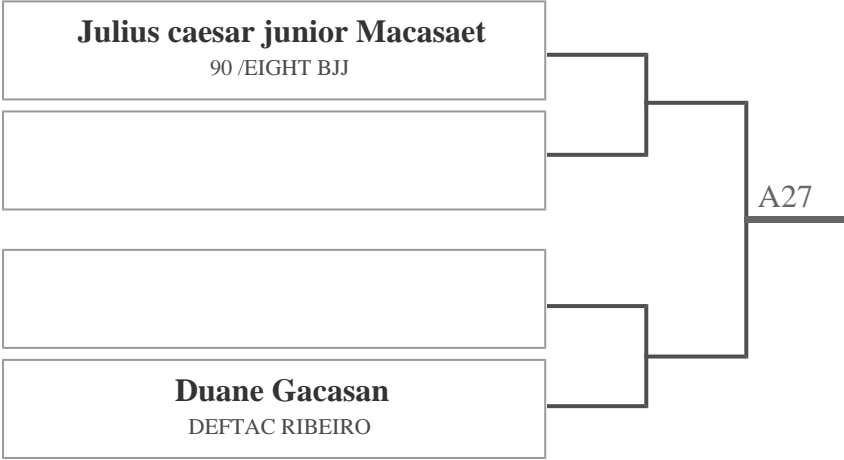 Julius caesar junior Macasaet
90 /EIGHT BJJ
A27
Duane Gacasan
DEFTAC RIBEIRO